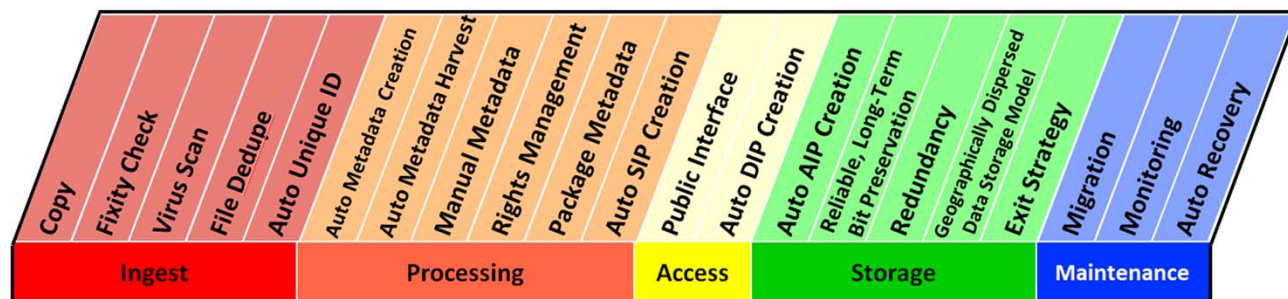 Copy
Fixity Check
Virus Scan
File Dedupe
Auto Unique ID
Auto Metadata Creation
Auto Metadata Harvest
Manual Metadata
Rights Management
Package Metadata
Auto SIP Creation
Public Interface
Auto DIP Creation
Auto AIP Creation
Reliable, Long-Term
Bit Preservation
Redundancy
Geographically Dispersed
Data Storage Model
Exit Strategy
Migration
Monitoring
Auto Recovery
Ingest
Processing
Access
Storage
Maintenance